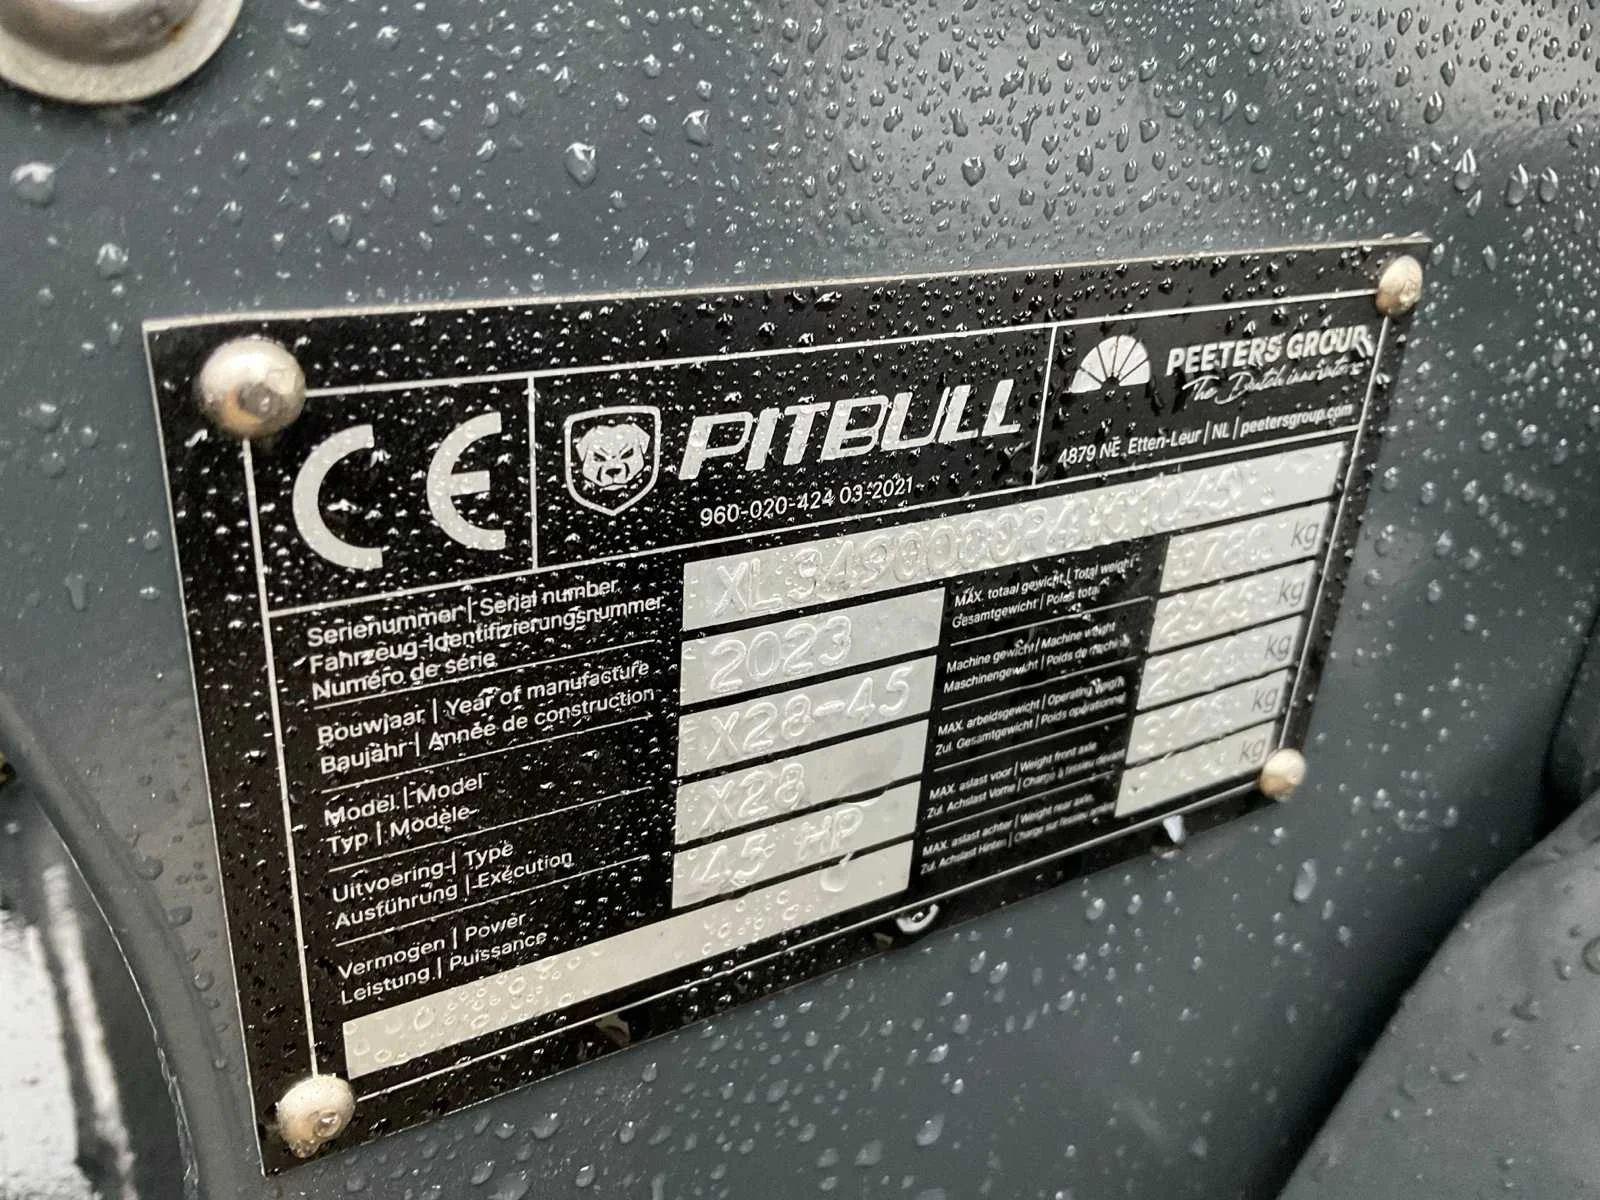 CE
PITBULL
960-020-424 03-2021
PEETERS GROUP
The Dutch innovators
4879 NE Etten-Leur | NL | peetersgroup.com
Serienummer | Serial number
Fahrzeug-Identifizierungsnummer
Numéro de série
Bouwjaar | Year of manufacture
Baujahr | Année de construction
2023
Model | Model
Typ | Modèle
X28-45
Uitvoering | Type
Ausführung | Exécution
X28
Vermogen | Power
Leistung | Puissance
45 HP
MAX. totaal gewicht | Total weight
Gesamtgewicht | Poids total
kg
Machine gewicht | Machine weight
Maschinengewicht | Poids de machine
kg
MAX. arbeidsgewicht | Operating weight
Zul. Gesamtgewicht | Poids opérationnel
kg
MAX. aslast voor | Weight front axle
Zul. Achslast Vorne | Charge à l'essieu devant
kg
MAX. aslast achter | Weight rear axle
Zul. Achslast Hinten | Charge sur l'essieu
kg